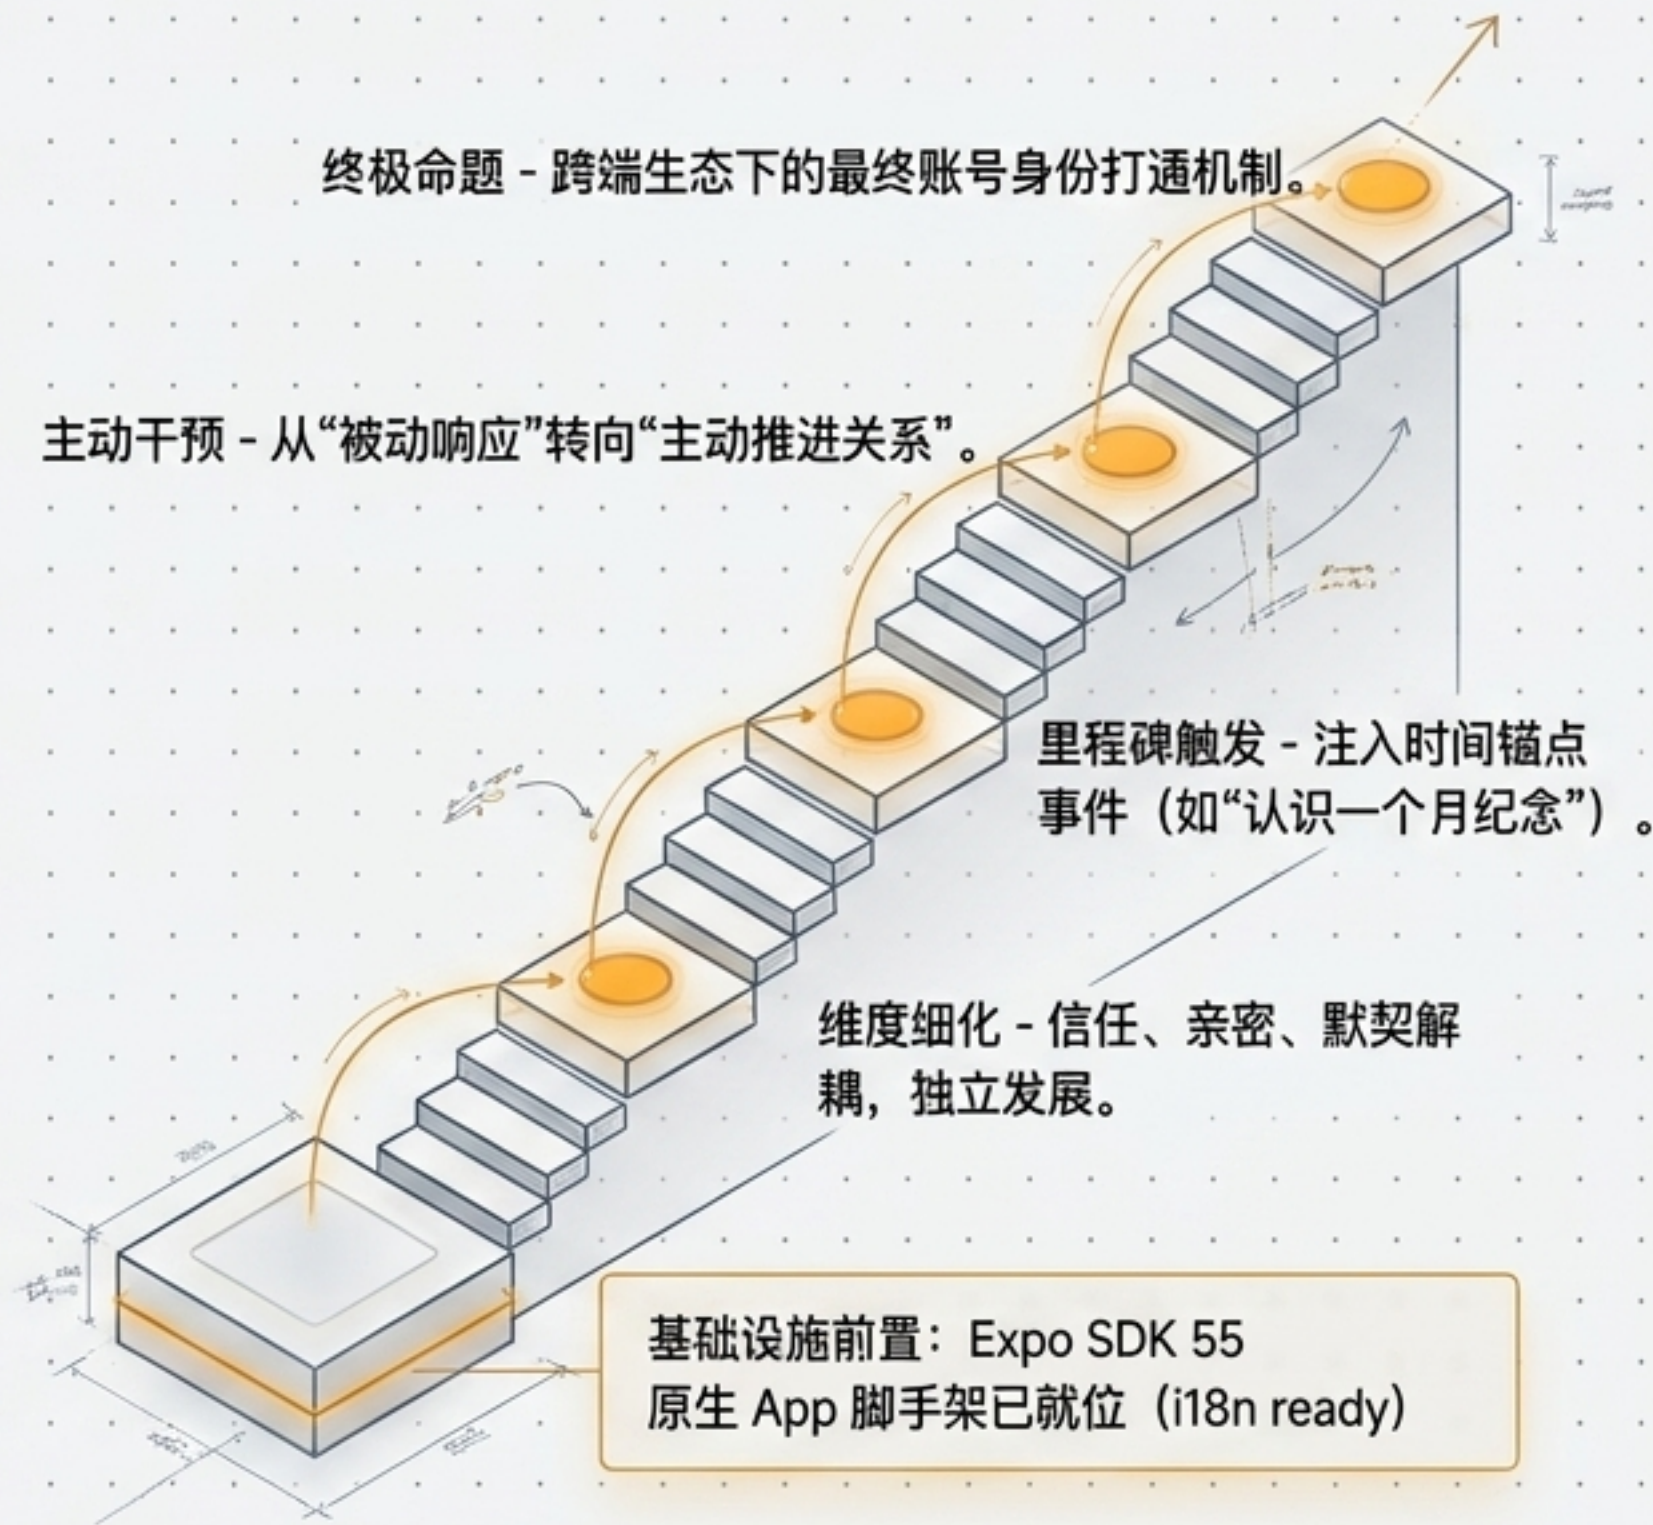 终极命题 - 跨端生态下的最终账号身份打通机制。
主动干预 - 从“被动响应”转向“主动推进关系”。
里程碑触发 - 注入时间锚点
事件（如“认识一个月纪念”）。
维度细化 - 信任、亲密、默契解
耦，独立发展。
基础设施前置：Expo SDK 55
原生 App 脚手架已就位（i18n ready）